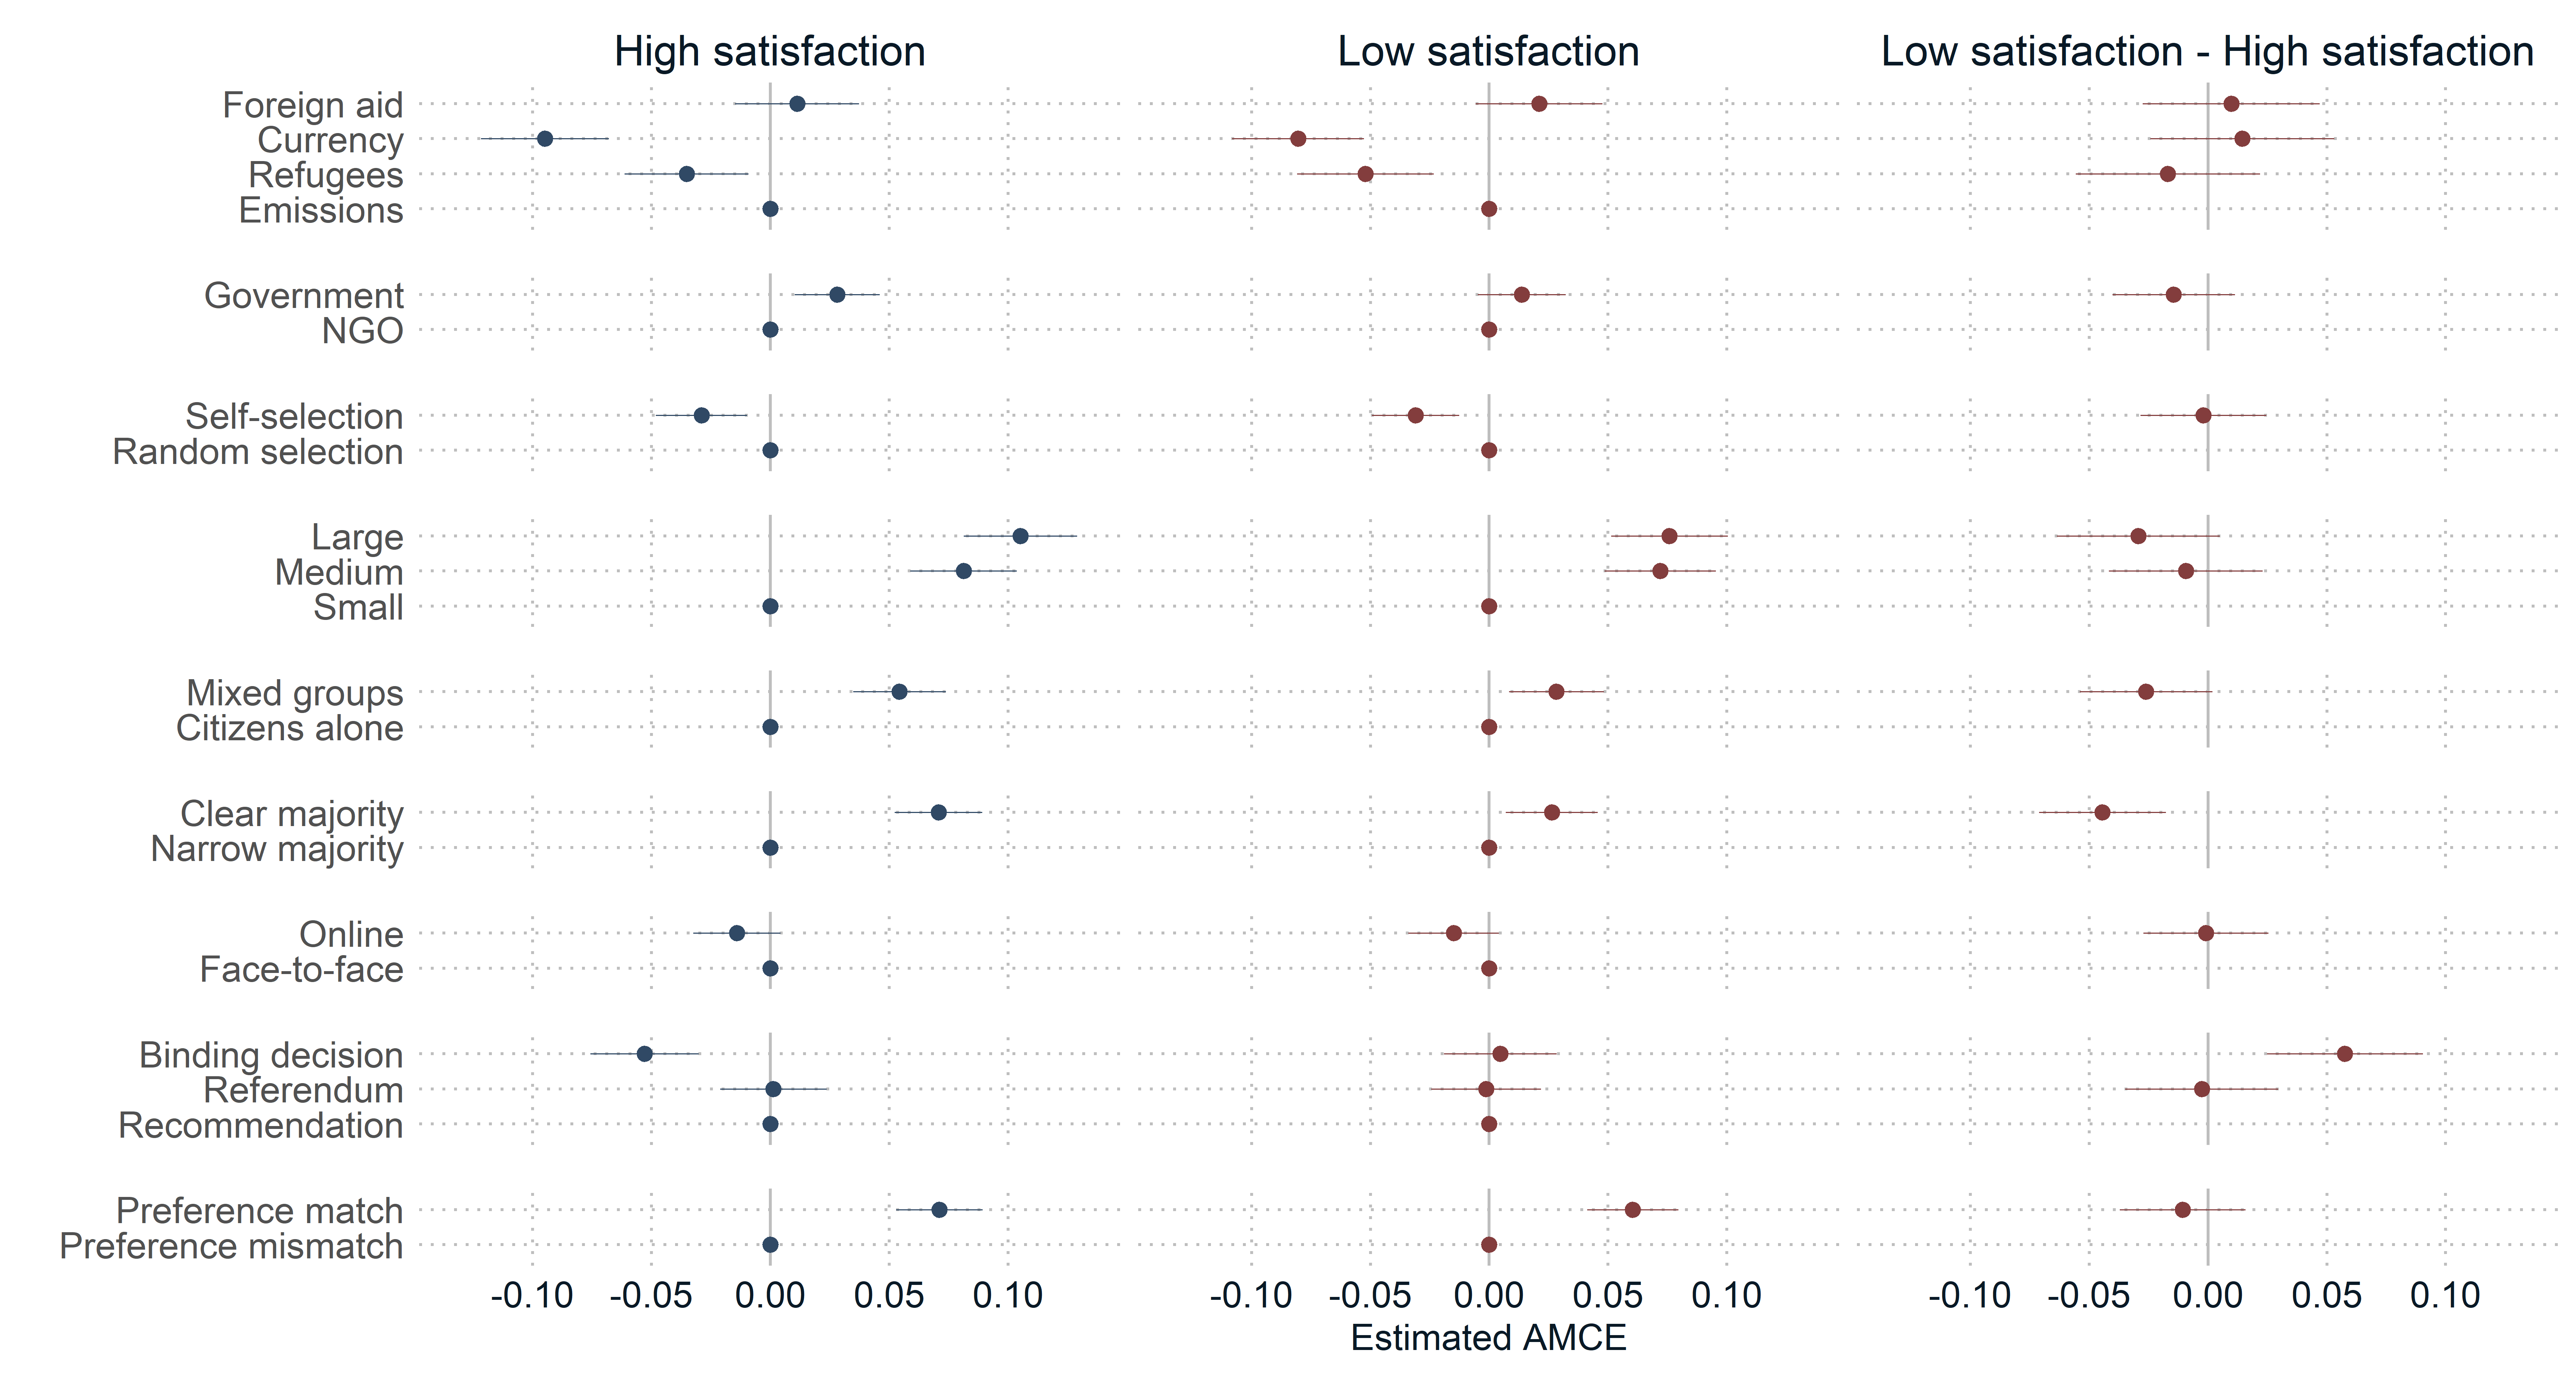 High satisfaction Low satisfaction Low satisfaction - High satisfaction
Foreign aid
Currency
Refugees
Emissions
Government
NGO
Self-selection
Random selection
Large
Medium
Small
Mixed groups
Citizens alone
Clear majority
Narrow majority
Online
Face-to-face
Binding decision
Referendum
Recommendation
Preference match
Preference mismatch
-0.10 -0.05 0.00 0.05 0.10 -0.10 -0.05 0.00 0.05 0.10 -0.10 -0.05 0.00 0.05 0.10
Estimated AMCE